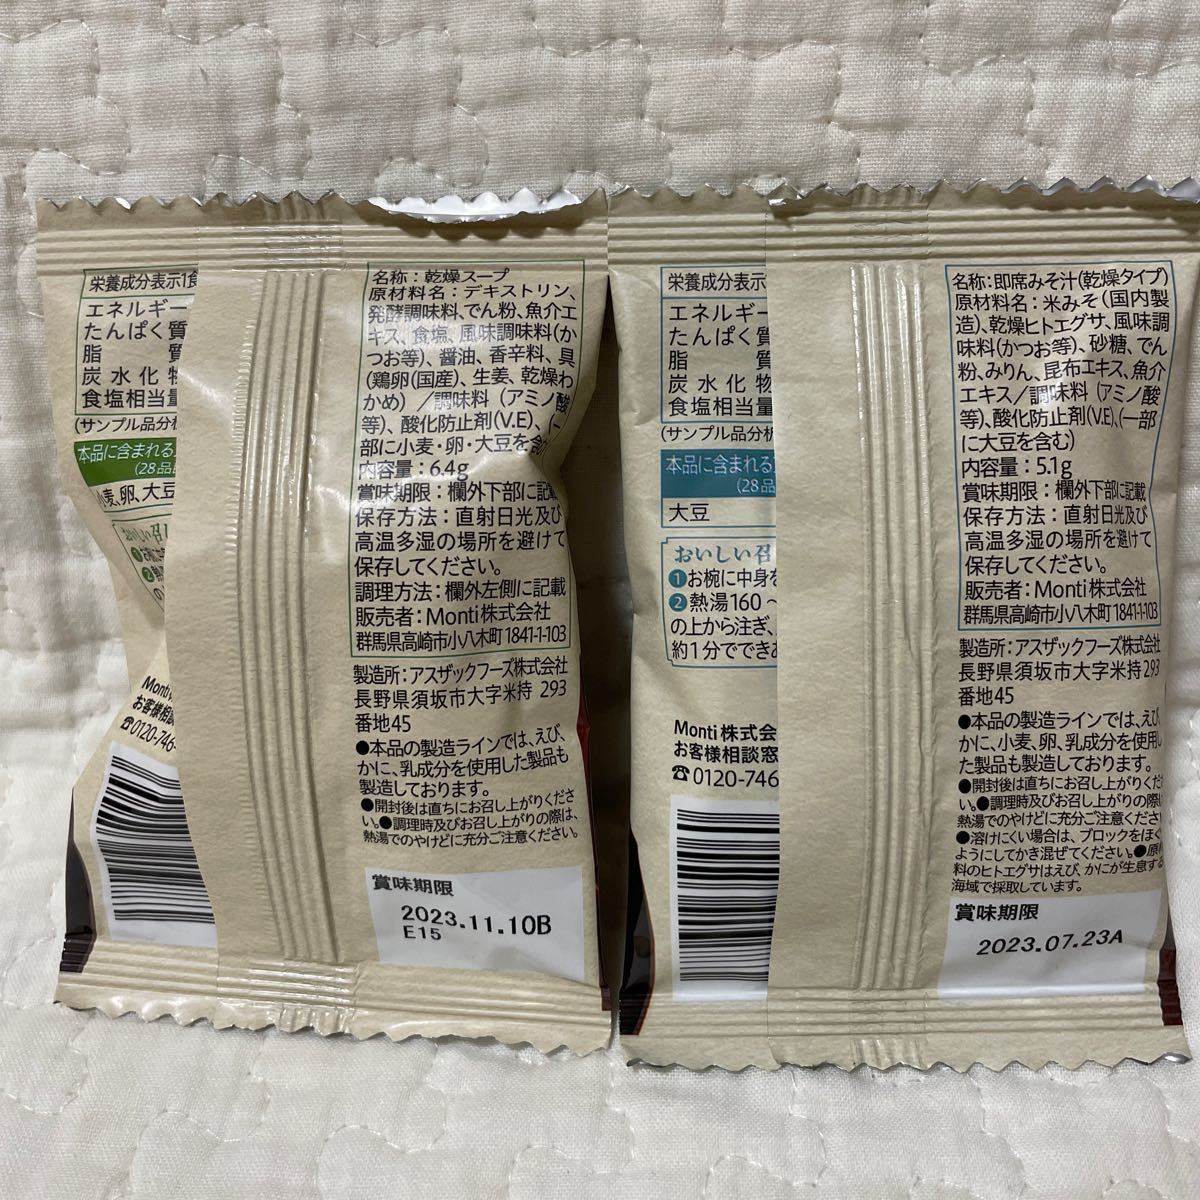 栄養成分表示1食
エネルギー
たんぱく質
脂 質
炭水化物
食塩相当量
(サンプル品分析
本品に含まれる
(28品
小麦、卵、大豆
おいしい召し
Monti
お客様相談
☎0120-746-
名称：乾燥スープ
原材料名：デキストリン、
発酵調味料、でん粉、魚介エ
キス、食塩、風味調味料(か
つお等)、醤油、香辛料、具
(鶏卵(国産)、生姜、乾燥わ
かめ）／調味料（アミノ酸
等)、酸化防止剤(V.E)、(一
部に小麦・卵・大豆を含む)
内容量：6.4g
賞味期限：欄外下部に記載
保存方法：直射日光及び
高温多湿の場所を避けて
保存してください。
調理方法：欄外左側に記載
販売者：Monti株式会社
群馬県高崎市小八木町1841-1-103
製造所：アスザックフーズ株式会社
長野県須坂市大字米持 293
番地45
●本品の製造ラインでは、えび、
かに、乳成分を使用した製品も
製造しております。
●開封後は直ちにお召し上がりくださ
い。●調理時及びお召し上がりの際は、
熱湯でのやけどに充分ご注意ください。
賞味期限
2023.11.10B
E15
栄養成分表示
エネルギー
たんぱく質
脂 質
炭水化物
食塩相当量
(サンプル品分析
本品に含まれる
(28品
大豆
おいしい召
❶お椀に中身を
❷熱湯160～
の上から注ぎ、
約1分でできあ
Monti株式会
お客様相談窓
☎0120-746
名称：即席みそ汁(乾燥タイプ)
原材料名：米みそ（国内製
造)、乾燥ヒトエグサ、風味調
味料(かつお等)、砂糖、でん
粉、みりん、昆布エキス、魚介
エキス／調味料（アミノ酸
等)、酸化防止剤(V.E)、(一部
に大豆を含む)
内容量：5.1g
賞味期限：欄外下部に記載
保存方法：直射日光及び
高温多湿の場所を避けて
保存してください。
販売者：Monti株式会社
群馬県高崎市小八木町1841-1-103
製造所：アスザックフーズ株式会社
長野県須坂市大字米持293
番地45
●本品の製造ラインでは、えび、
かに、小麦、卵、乳成分を使用し
た製品も製造しております。
●開封後は直ちにお召し上がりくださ
い。●調理時及びお召し上がりの際は
熱湯でのやけどに充分ご注意くださ
●溶けにくい場合は、ブロックをほぐ
ようにしてかき混ぜてください。●原材
料のヒトエグサはえび、かにが生息する
海域で採取しています。
賞味期限
2023.07.23A